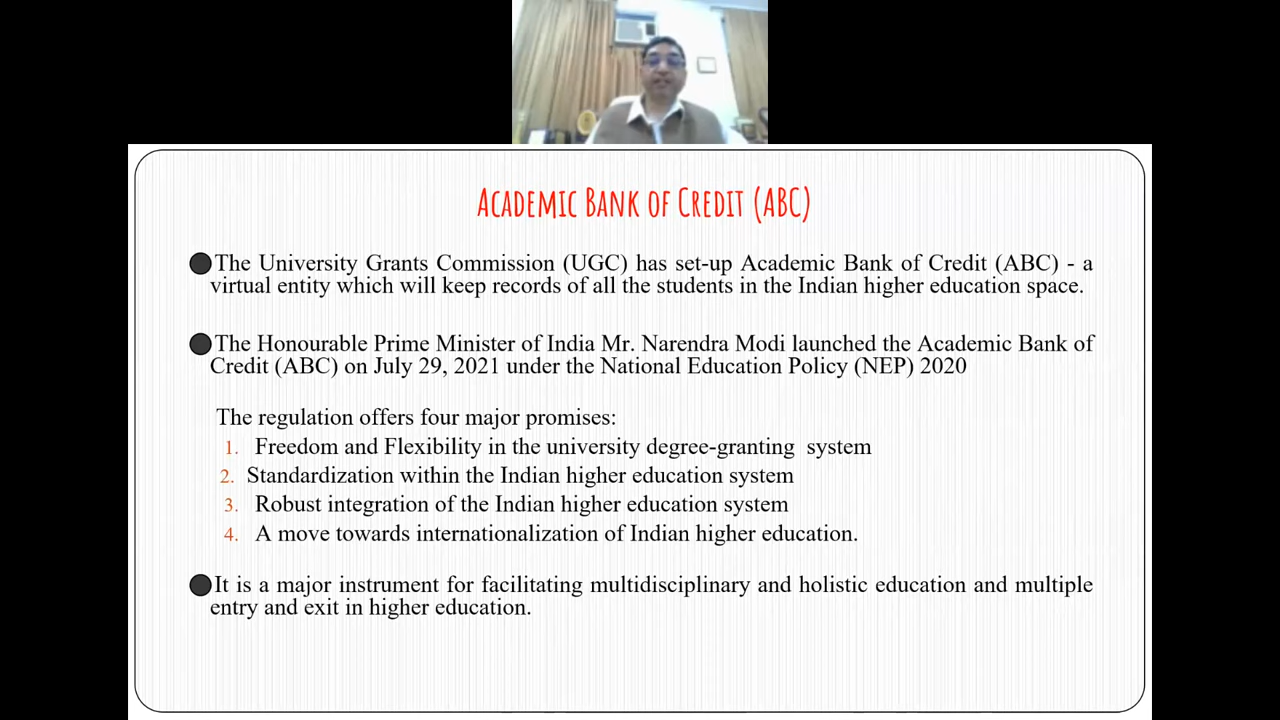 ACADEMIC BANK OF CREDIT (ABC)
The University Grants Commission (UGC) has set-up Academic Bank of Credit (ABC) - a
virtual entity which will keep records of all the students in the Indian higher education space.
The Honourable Prime Minister of India Mr. Narendra Modi launched the Academic Bank of
Credit (ABC) on July 29, 2021 under the National Education Policy (NEP) 2020
The regulation offers four major promises:
1. Freedom and Flexibility in the university degree-granting system
2. Standardization within the Indian higher education system
3. Robust integration of the Indian higher education system
4. A move towards internationalization of Indian higher education.
It is a major instrument for facilitating multidisciplinary and holistic education and multiple
entry and exit in higher education.